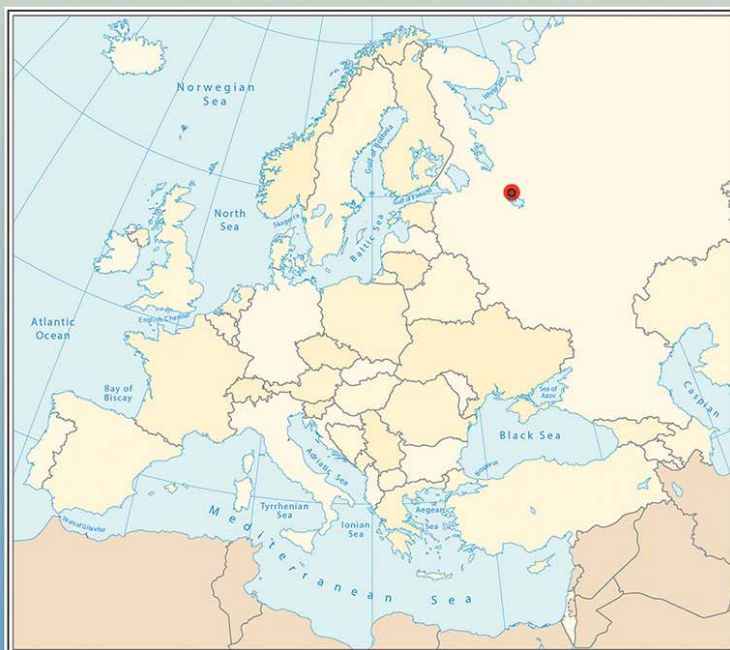 Norwegian
Sea
White Sea
Gulf of Bothnia
Gulf of Finland
North
Sea
Skagerra
Baltic Sea
English Channel
Atlantic
Ocean
Bay of
Biscay
Sea of
Azov
Caspian
Black Sea
Bosporus
Adriatic Sea
Tyrrhenian
Sea
Ionian
Sea
Aegean
Sea
Strait of Gibraltar
Mediterranean Sea